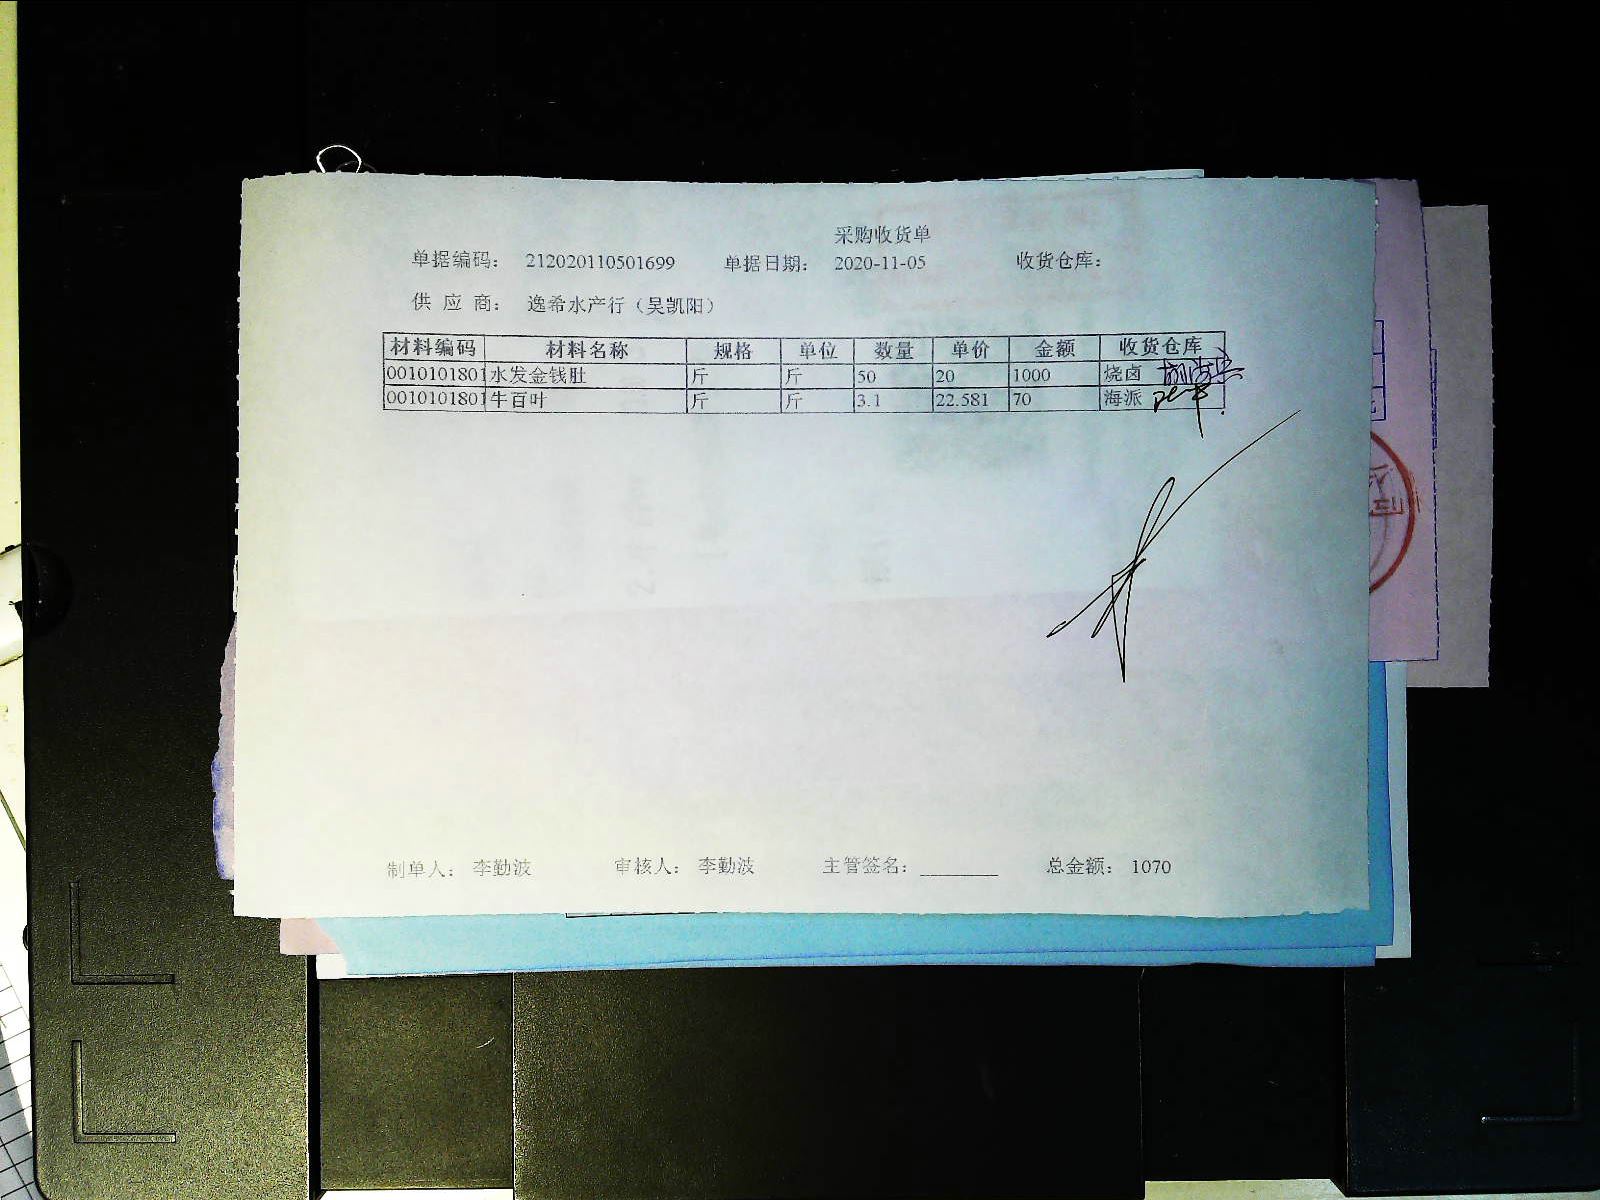 采购收货单
单据编码： 212020110501699 单据日期： 2020-11-05 收货仓库：
供 应 商： 逸希水产行（吴凯阳）
材料编码 材料名称 规格 单位 数量 单价 金额 收货仓库
0010101801 水发金钱肚 斤 斤 50 20 1000 烧卤
0010101801 牛百叶 斤 斤 3.1 22.581 70 海派
制单人： 李勤波 审核人： 李勤波 主管签名： ________ 总金额： 1070